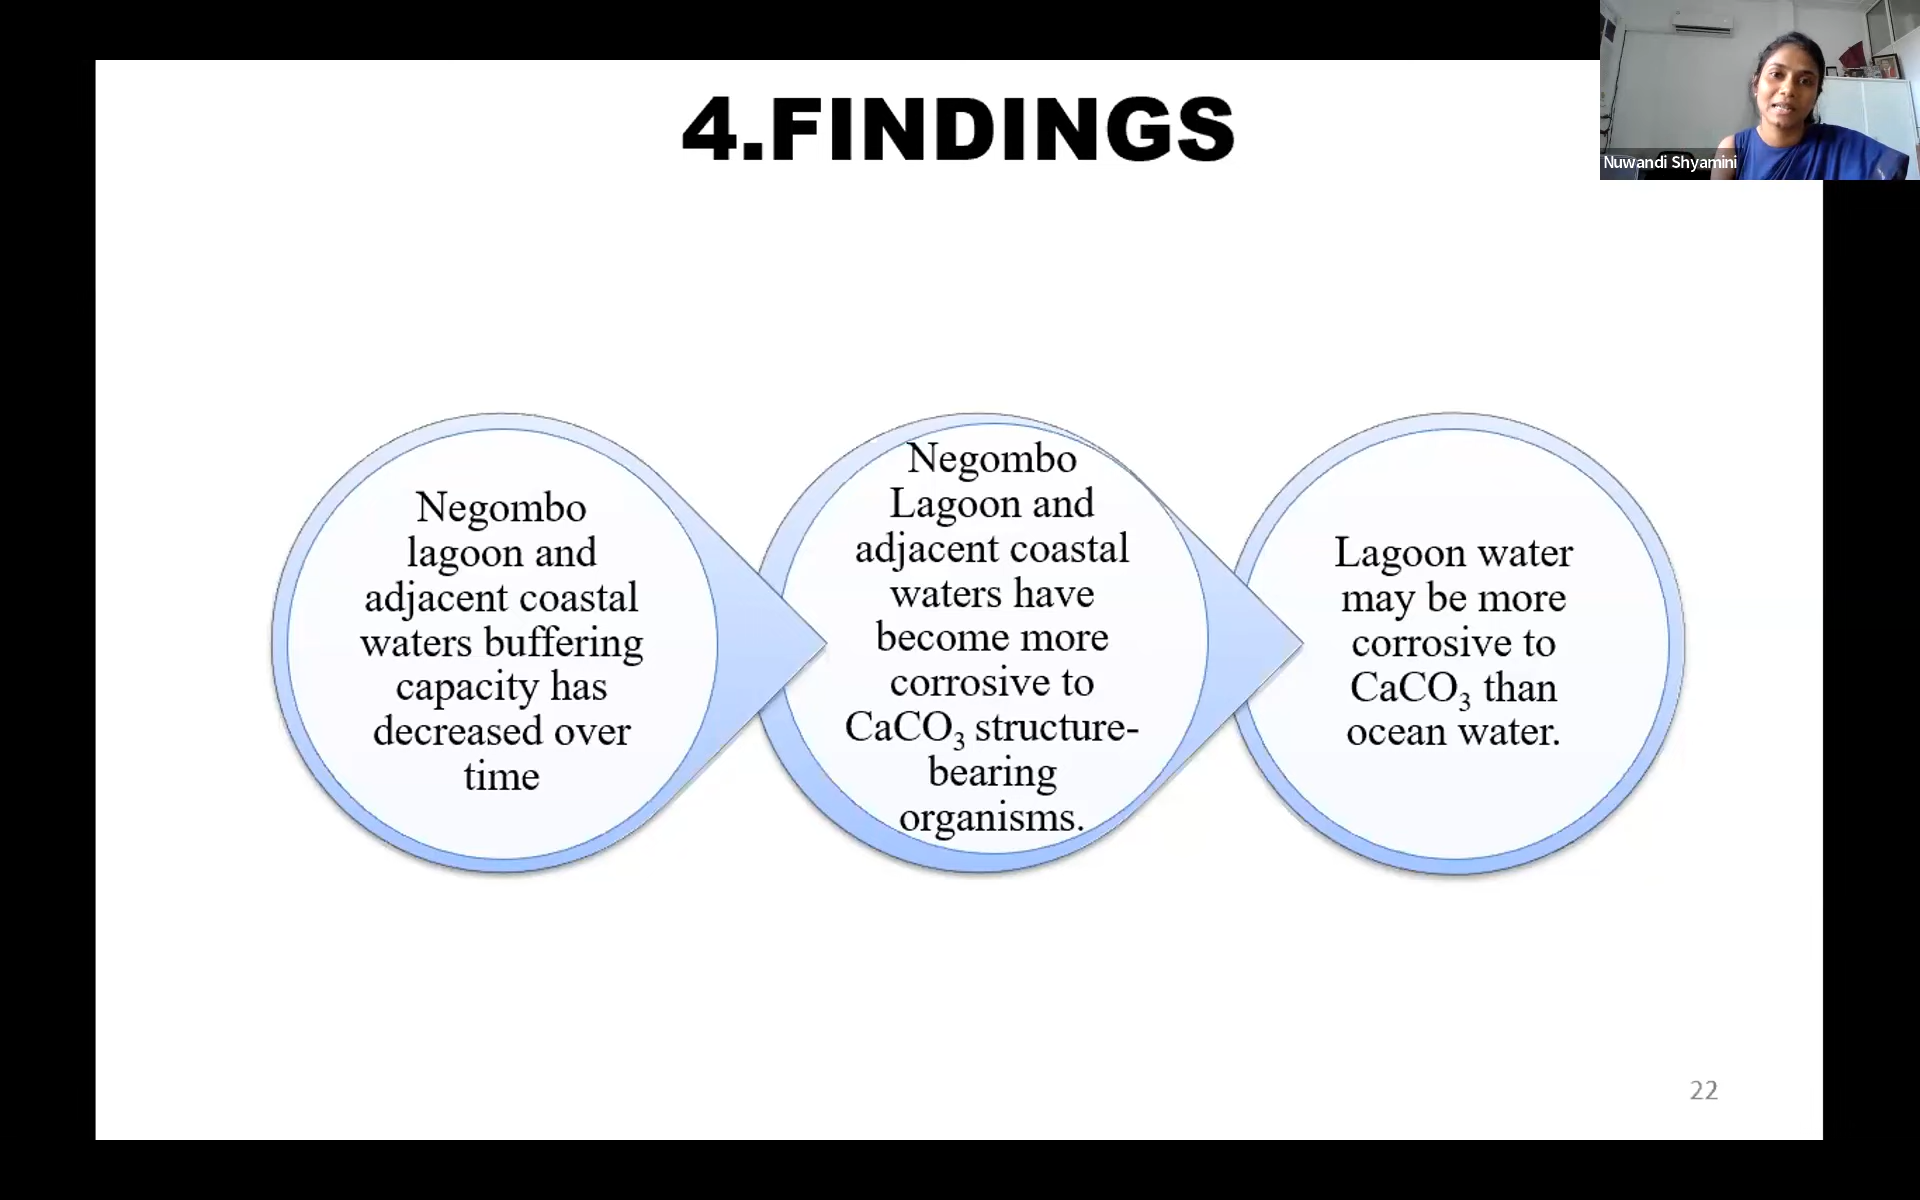 4.FINDINGS
Nuwandi Shyamini
Negombo
lagoon and
adjacent coastal
waters buffering
capacity has
decreased over
time
Negombo
Lagoon and
adjacent coastal
waters have
become more
corrosive to
CaCO₃ structure-
bearing
organisms.
Lagoon water
may be more
corrosive to
CaCO₃ than
ocean water.
22